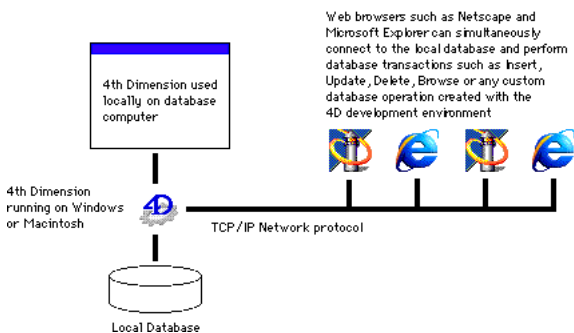 Web browsers such as Netscape and
Microsoft Explorer can simultaneously
connect to the local database and perform
database transactions such as Insert,
Update, Delete, Browse or any custom
database operation created with the
4D development environment
4th Dimension used
locally on database
computer
4th Dimension
running on Windows
or Macintosh
4D
TCP/IP Network protocol
Local Database